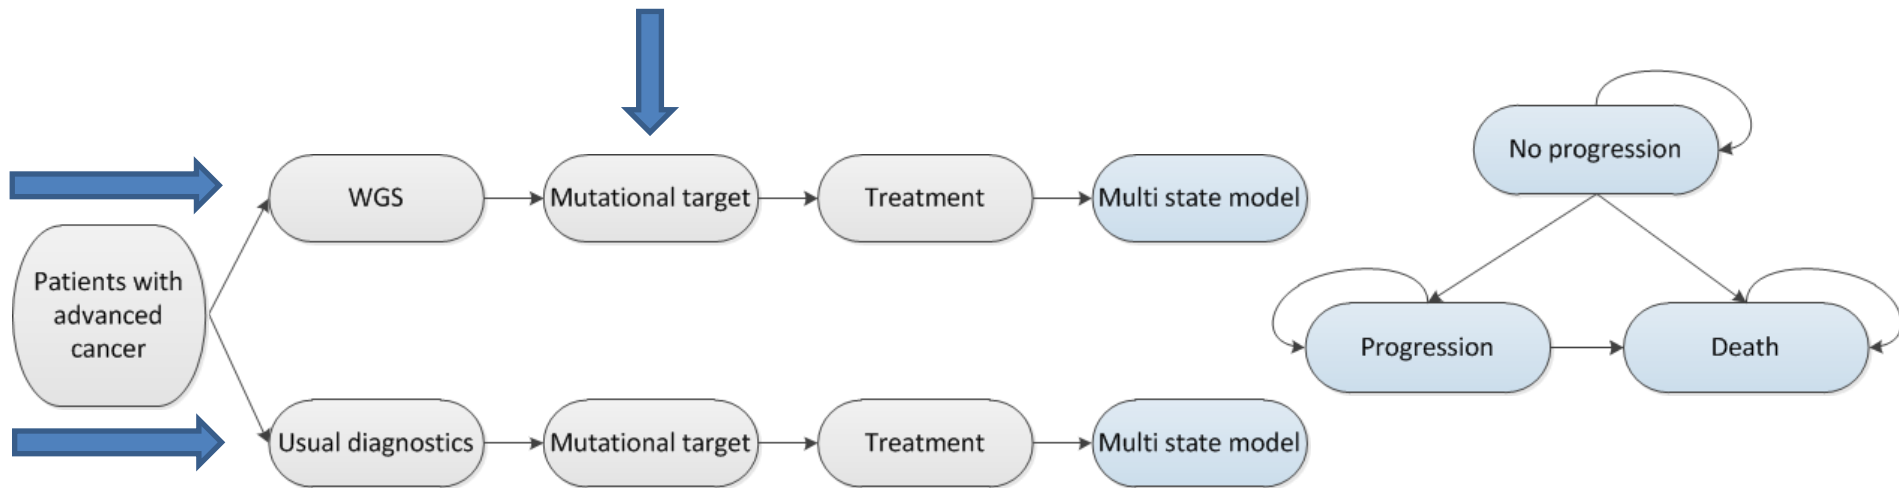 No progression
WGS
Mutational target
Treatment
Multi state model
Patients with
advanced
cancer
Progression
Death
Usual diagnostics
Mutational target
Treatment
Multi state model